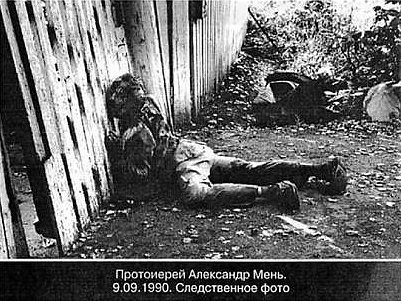 Протоиерей Александр Мень.
9.09.1990. Следственное фото